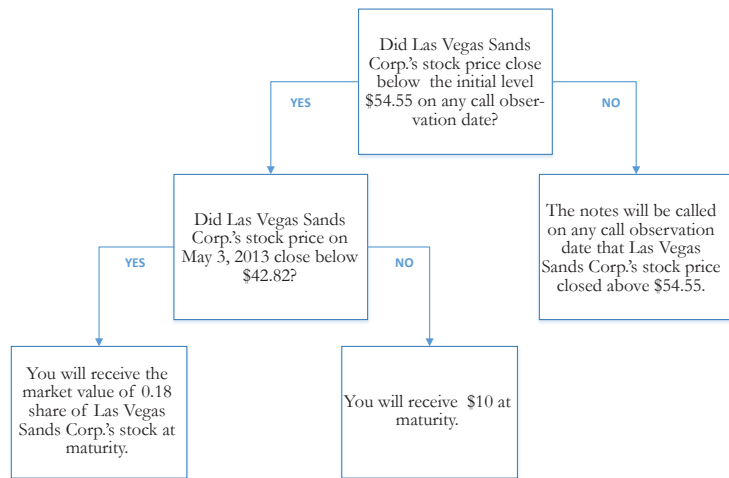 Did Las Vegas Sands
Corp.'s stock price close
below the initial level
$54.55 on any call obser-
vation date?
YES
NO
Did Las Vegas Sands
Corp.'s stock price on
May 3, 2013 close below
$42.82?
The notes will be called
on any call observation
date that Las Vegas
Sands Corp.'s stock price
closed above $54.55.
YES
NO
You will receive the
market value of 0.18
share of Las Vegas
Sands Corp.'s stock at
maturity.
You will receive $10 at
maturity.